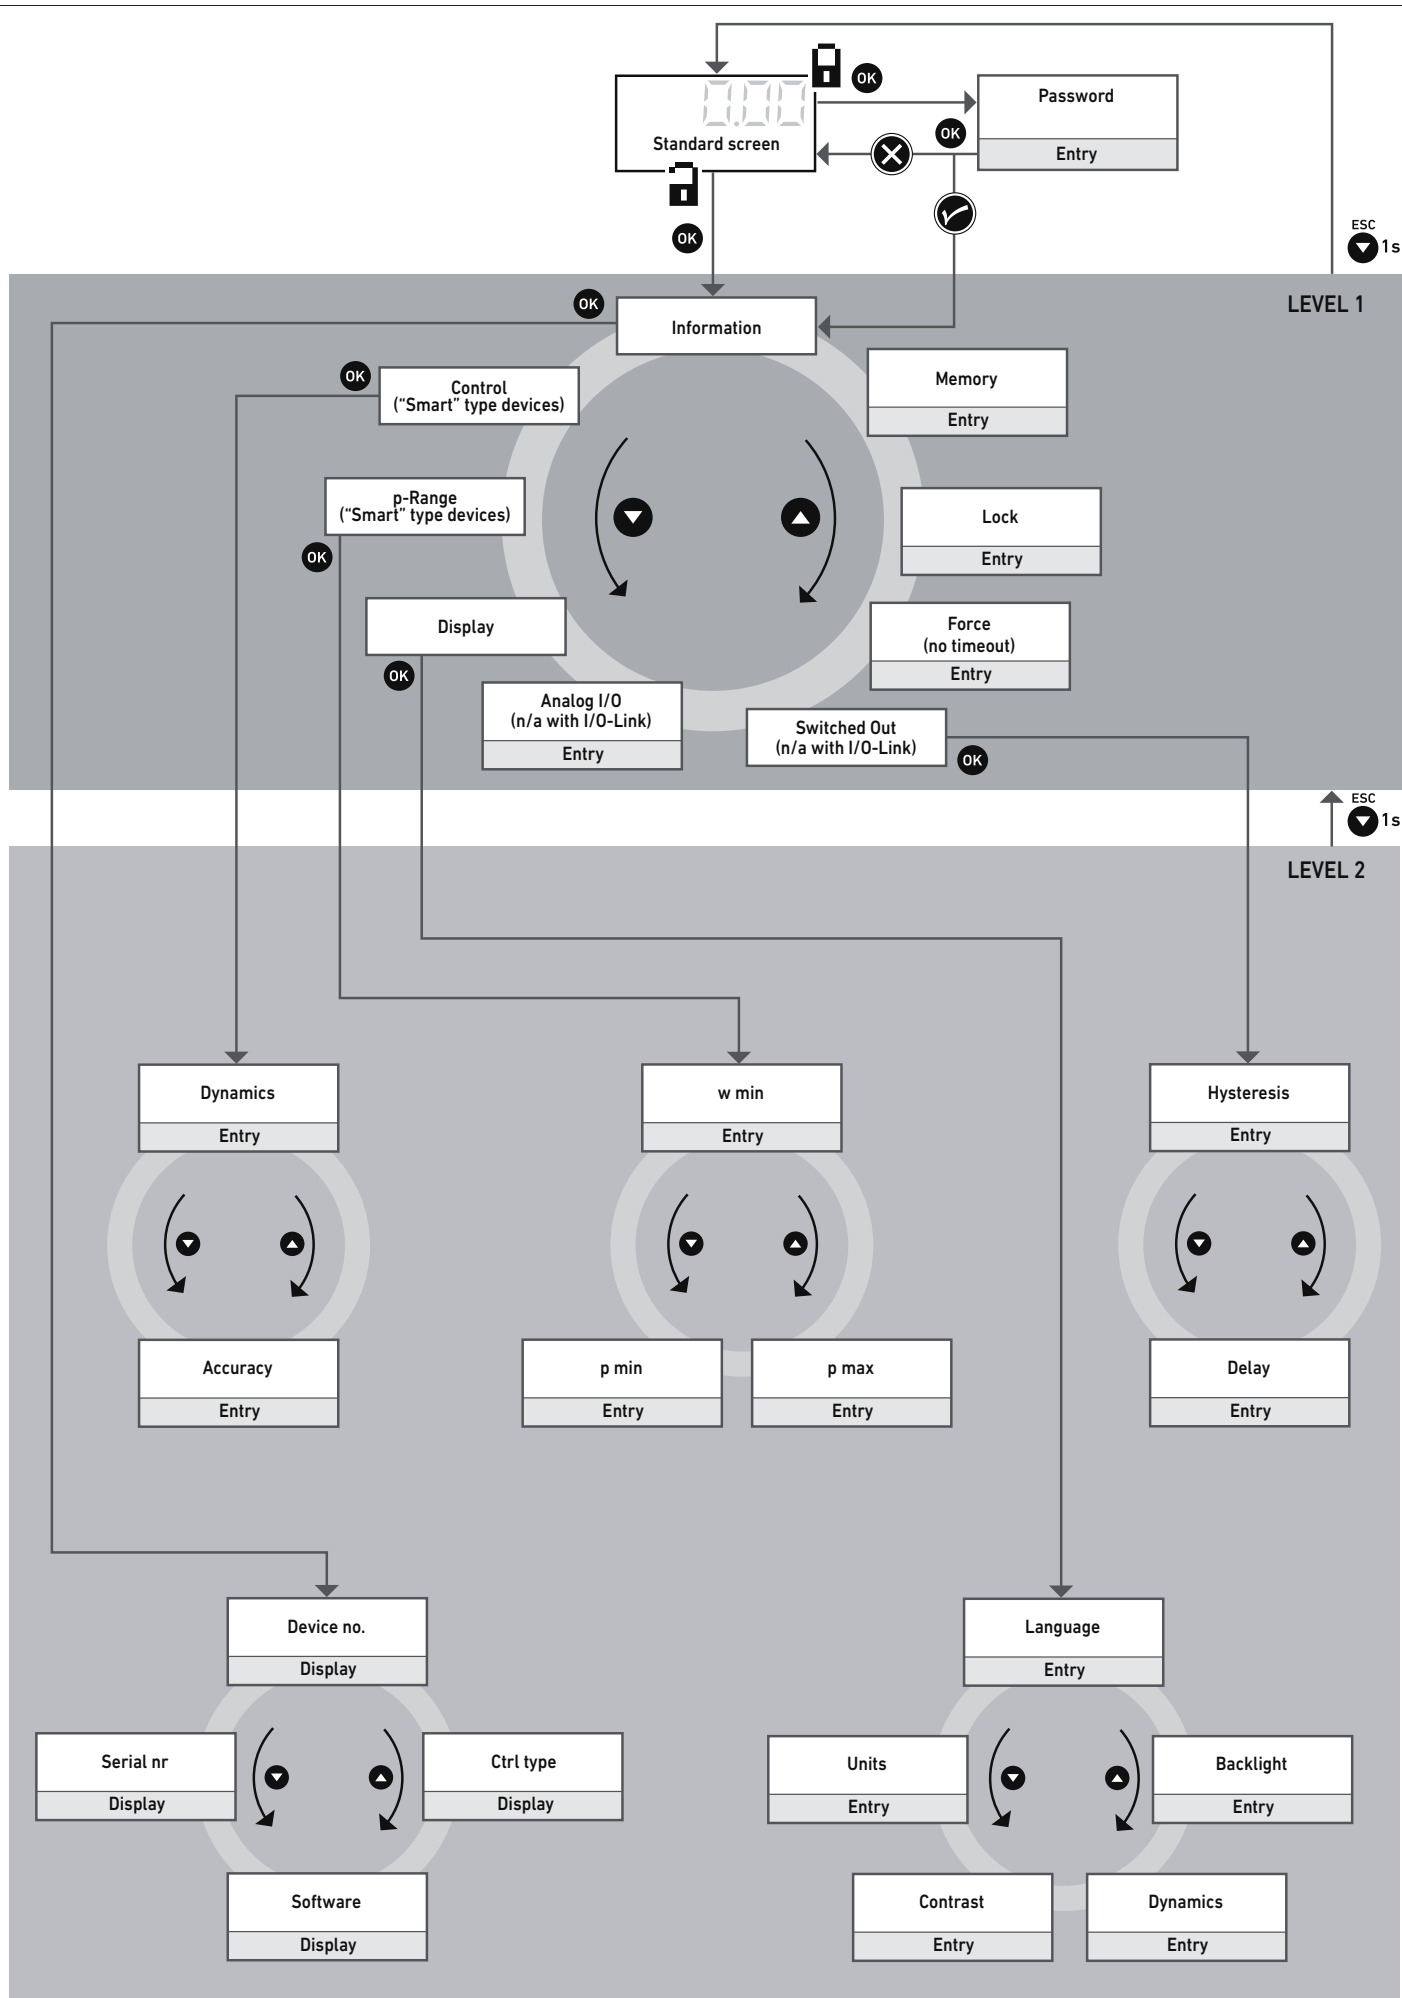 OK
0.00
Password
Standard screen
OK
Entry
ESC
1s
OK
OK
LEVEL 1
Information
OK
Control
("Smart" type devices)
Memory
Entry
p-Range
("Smart" type devices)
OK
Lock
Entry
Display
OK
Force
(no timeout)
Entry
Analog I/O
(n/a with I/O-Link)
Entry
Switched Out
(n/a with I/O-Link)
OK
ESC
1s
LEVEL 2
Dynamics
Entry
w min
Entry
Hysteresis
Entry
Accuracy
Entry
p min
Entry
p max
Entry
Delay
Entry
Device no.
Display
Language
Entry
Serial nr
Display
Ctrl type
Display
Units
Entry
Backlight
Entry
Software
Display
Contrast
Entry
Dynamics
Entry